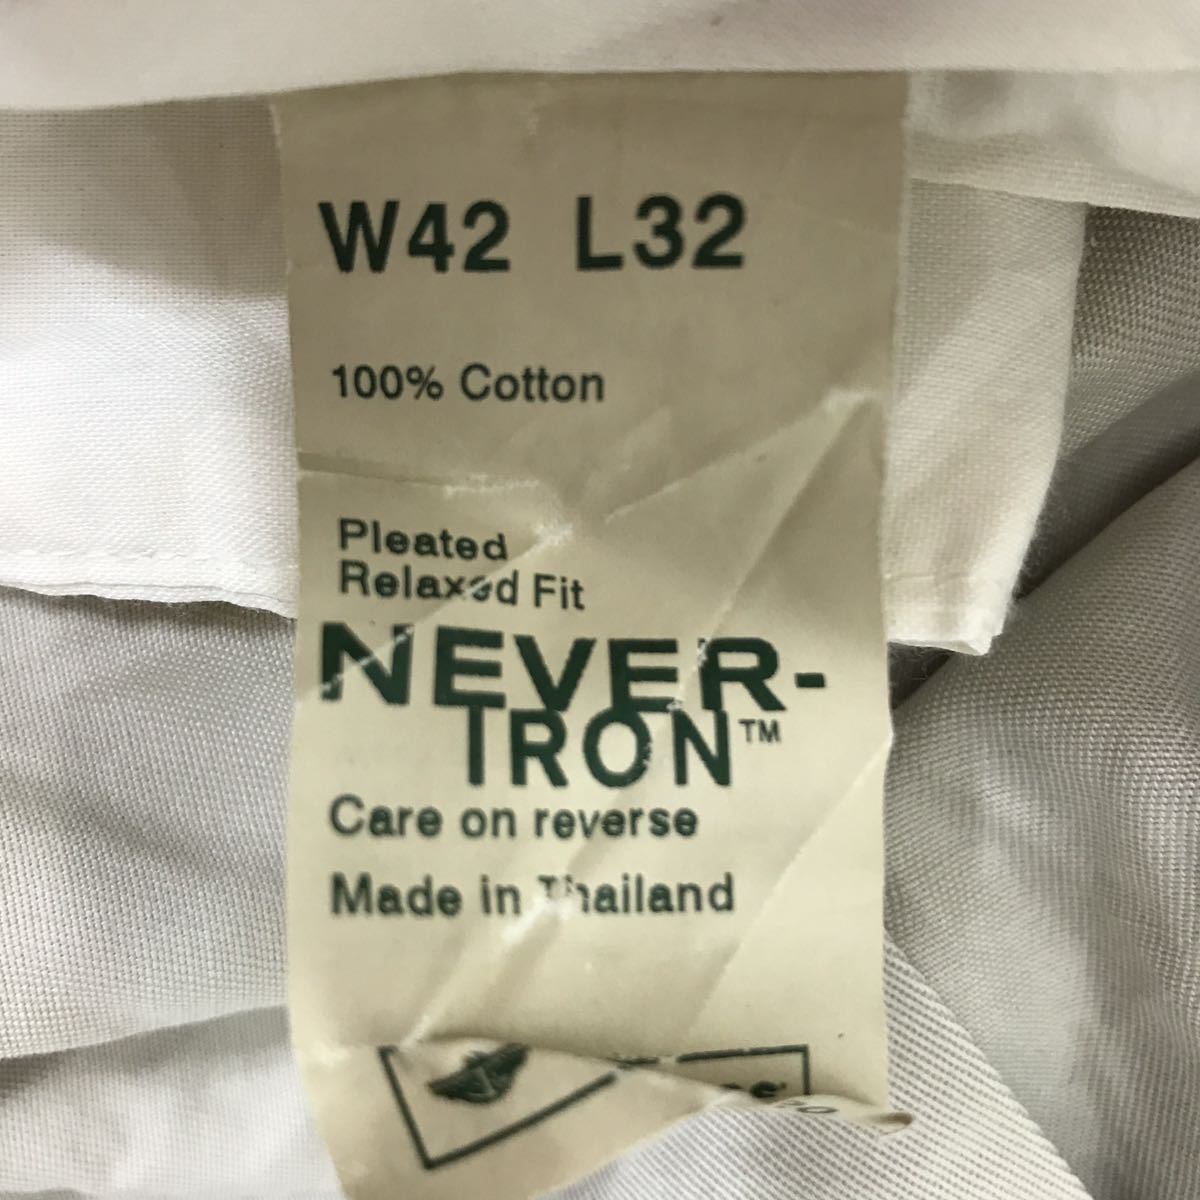 W42 L32
100% Cotton
Pleated
Relaxed Fit
NEVER-
IRON™
Care on reverse
Made in Thailand